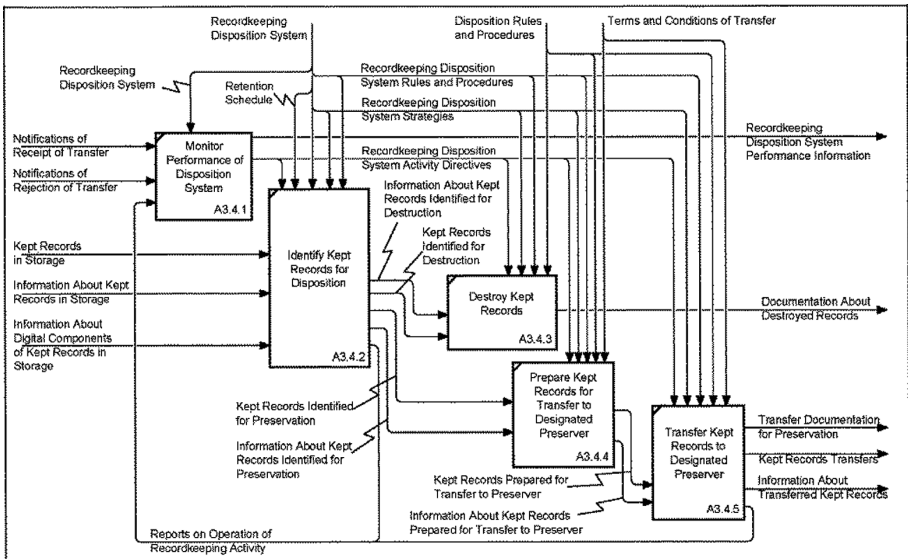 Recordkeeping
Disposition System
Disposition Rules
and Procedures
Terms and Conditions of Transfer
Recordkeeping
Disposition System
Retention
Schedule
Recordkeeping Disposition
System Rules and Procedures
Recordkeeping Disposition
System Strategies
Notifications of
Receipt of Transfer
Notifications of
Rejection of Transfer
Monitor
Performance of
Disposition
System
A3.4.1
Recordkeeping Disposition
System Activity Directives
Recordkeeping
Disposition System
Performance Information
Information About Kept
Records Identified for
Destruction
Kept Records
Identified for
Destruction
Kept Records
in Storage
Information About Kept
Records in Storage
Information About
Digital Components
of Kept Records in
Storage
Identify Kept
Records for
Disposition
A3.4.2
Destroy Kept
Records
A3.4.3
Documentation About
Destroyed Records
Prepare Kept
Records for
Transfer to
Designated
Preserver
A3.4.4
Kept Records Identified
for Preservation
Information About Kept
Records Identified for
Preservation
Transfer Kept
Records to
Designated
Preserver
A3.4.5
Transfer Documentation
for Preservation
Kept Records Transfers
Information About
Transferred Kept Records
Kept Records Prepared for
Transfer to Preserver
Information About Kept Records
Prepared for Transfer to Preserver
Reports on Operation of
Recordkeeping Activity